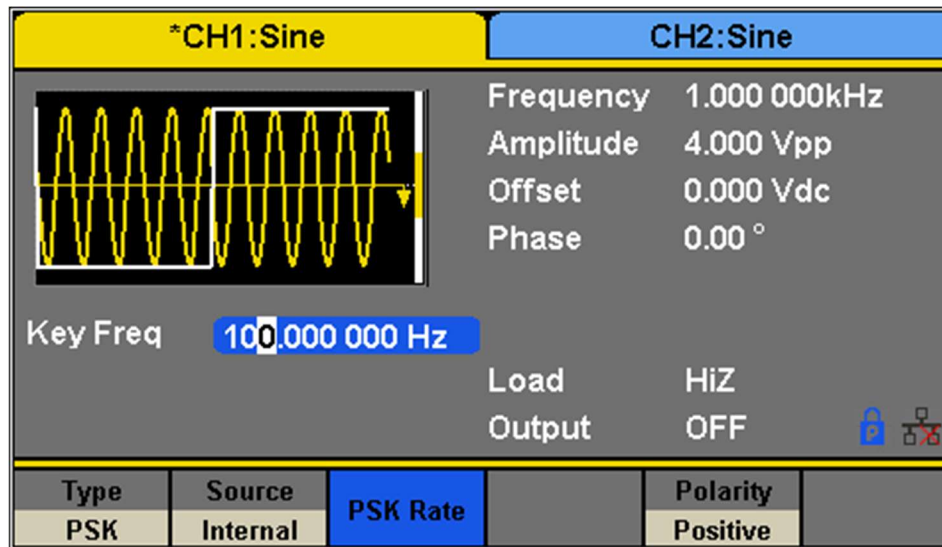 *CH1:Sine
CH2:Sine
Frequency 1.000 000kHz
Amplitude 4.000 Vpp
Offset 0.000 Vdc
Phase 0.00 °
Key Freq 100.000 000 Hz
Load HiZ
Output OFF
P
Type Source PSK Rate Polarity
PSK Internal Positive